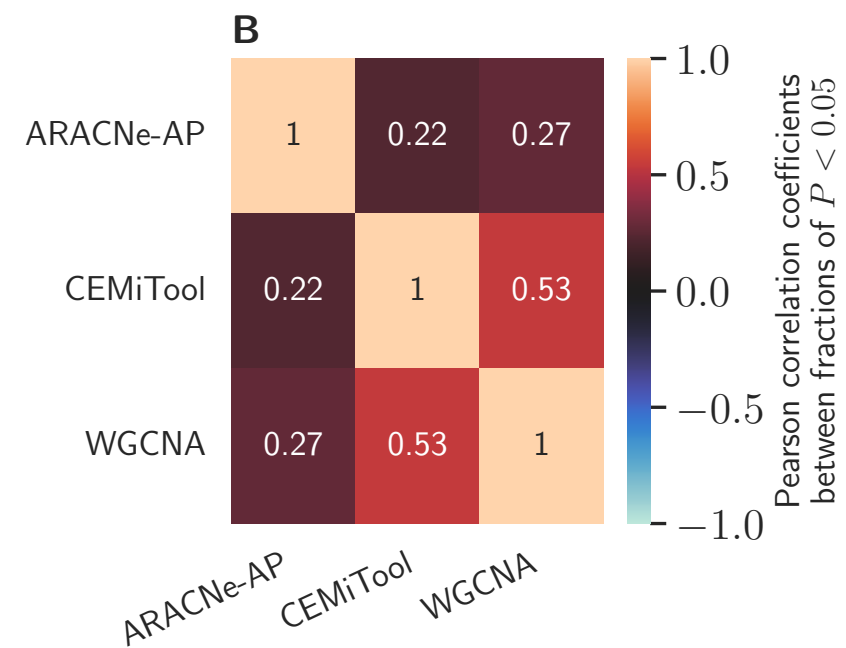 B
ARACNe-AP 1 0.22 0.27
CEMiTool 0.22 1 0.53
WGCNA 0.27 0.53 1
ARACNe-AP CEMiTool WGCNA
1.0
0.5
0.0
−0.5
−1.0
Pearson correlation coefficients
between fractions of P < 0.05